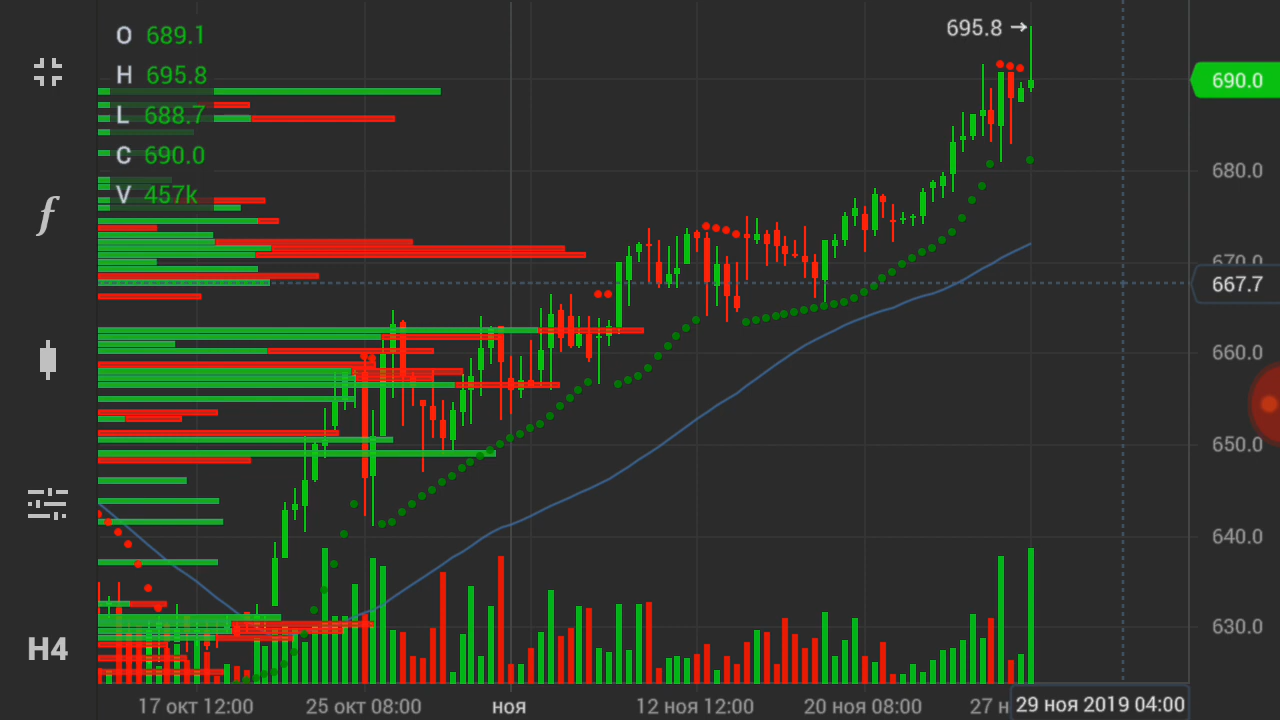 O 689.1
H 695.8
L 688.7
C 690.0
V 457k
695.8 →
690.0
680.0
670.0
667.7
660.0
650.0
640.0
630.0
f
H4
17 окт 12:00
25 окт 08:00
ноя
12 ноя 12:00
20 ноя 08:00
27 н
29 ноя 2019 04:00